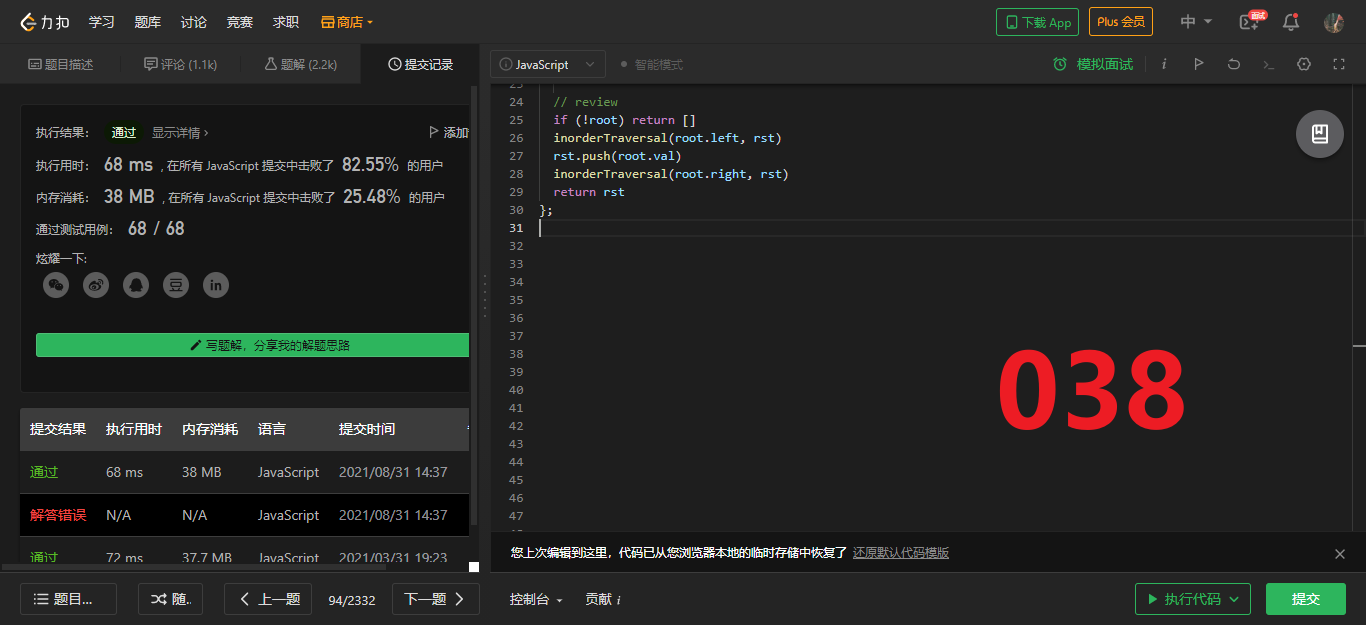 力扣 学习 题库 讨论 竞赛 求职 商店 下载 App Plus 会员 中 面试
题目描述 评论 (1.1k) 题解 (2.2k) 提交记录
执行结果： 通过 显示详情 › 添加
执行用时： 68 ms , 在所有 JavaScript 提交中击败了 82.55% 的用户
内存消耗： 38 MB , 在所有 JavaScript 提交中击败了 25.48% 的用户
通过测试用例： 68 / 68
炫耀一下:
豆 in
写题解，分享我的解题思路
提交结果 执行用时 内存消耗 语言 提交时间
通过 68 ms 38 MB JavaScript 2021/08/31 14:37
解答错误 N/A N/A JavaScript 2021/08/31 14:37
通过 72 ms 37.7 MB JavaScript 2021/03/31 19:23
题目... 随.. 上一题 94/2332 下一题
JavaScript 智能模式 模拟面试 i
23
24 // review
25 if (!root) return []
26 inorderTraversal(root.left, rst)
27 rst.push(root.val)
28 inorderTraversal(root.right, rst)
29 return rst
30 };
31
32
33
34
35
36
37
38
39
40
41
42
43
44
45
46
47
038
您上次编辑到这里，代码已从您浏览器本地的临时存储中恢复了 还原默认代码模版
控制台 贡献 i 执行代码 提交